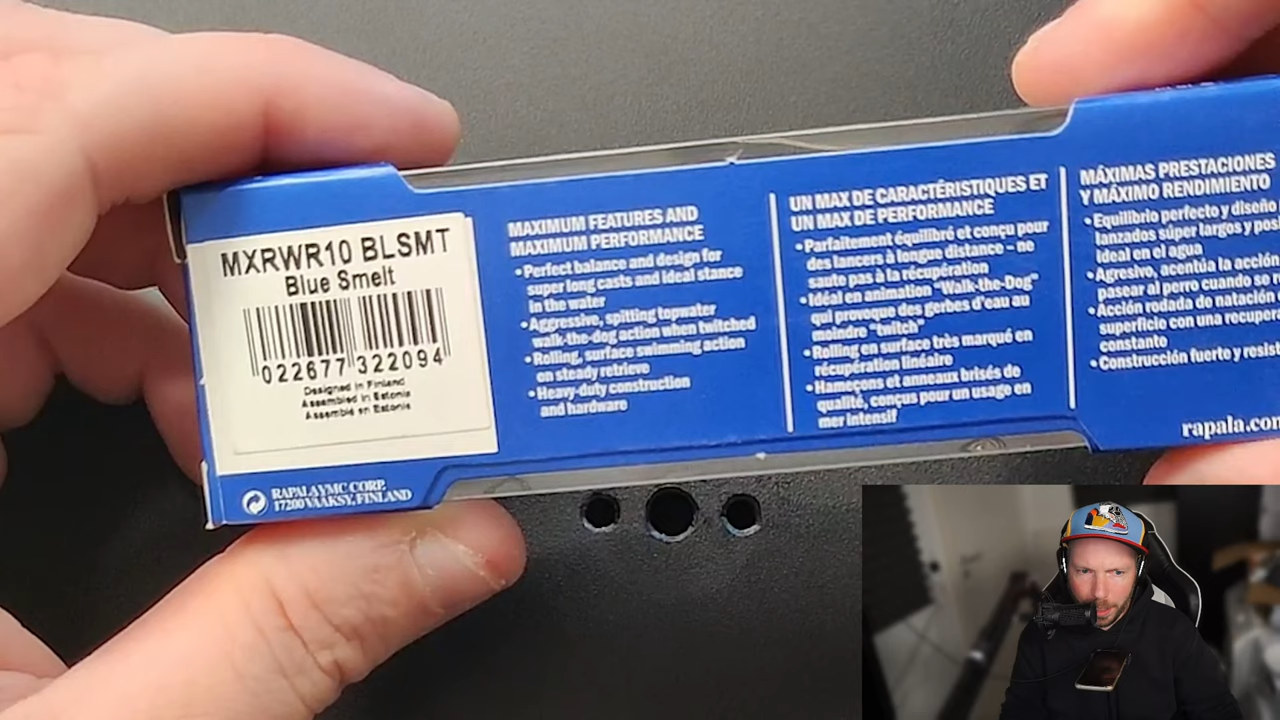 MXRWR10 BLSMT
Blue Smelt
022677 322094
Designed in Finland
Assembled in Estonia
Assemblé en Estonie
RAPALA VMC CORP.
17200 VÄÄKSY, FINLAND
MAXIMUM FEATURES AND
MAXIMUM PERFORMANCE
• Perfect balance and design for
super long casts and ideal stance
in the water
• Aggressive, spitting topwater
walk-the-dog action when twitched
• Rolling, surface swimming action
on steady retrieve
• Heavy-duty construction
and hardware
UN MAX DE CARACTÉRISTIQUES ET
UN MAX DE PERFORMANCE
• Parfaitement équilibré et conçu pour
des lancers à longue distance – ne
saute pas à la récupération
• Idéal en animation "Walk-the-Dog"
qui provoque des gerbes d'eau au
moindre "twitch"
• Rolling en surface très marqué en
récupération linéaire
• Hameçons et anneaux brisés de
qualité, conçus pour un usage en
mer intensif
MÁXIMAS PRESTACIONES
Y MÁXIMO RENDIMIENTO
• Equilibrio perfecto y diseño
lanzados súper largos y pos
ideal en el agua
• Agresivo, acentúa la acción
pasear al perro cuando se r
• Acción rodada de natación
superficie con una recupera
constante
• Construcción fuerte y resist
rapala.com